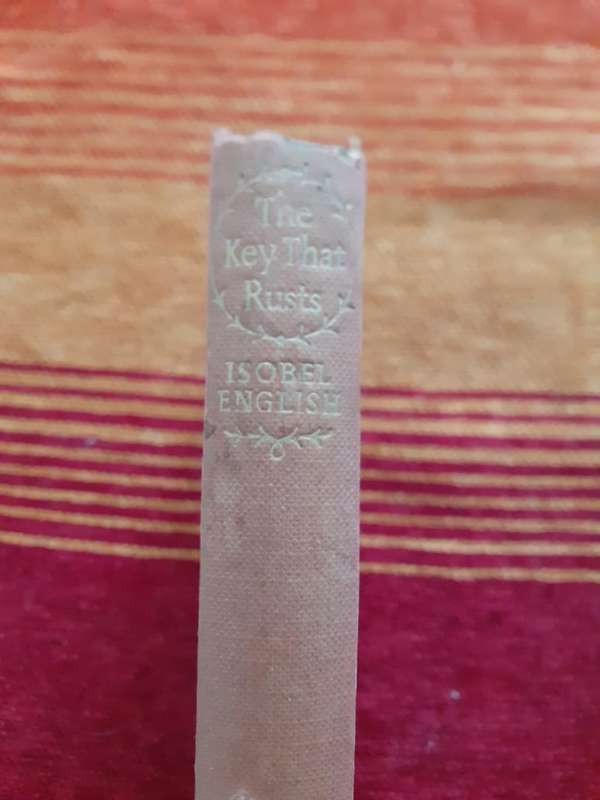 The
Key That
Rusts
ISOBEL
ENGLISH